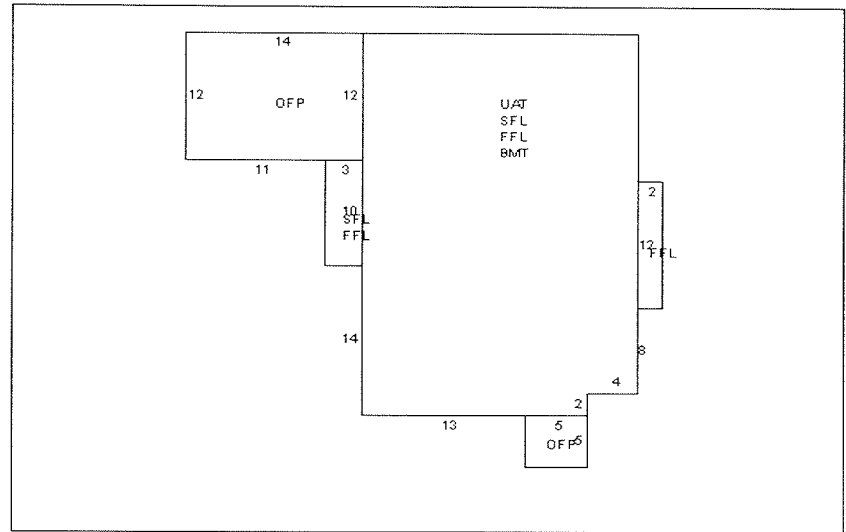 14
12 OFP 12
UAT
SFL
FFL
BMT
11 3
10
SFL
FFL
2
12
FFL
14
8
4
2
13 5
OFP 5